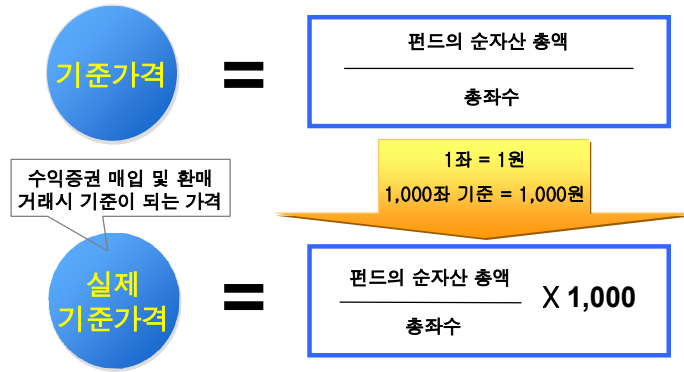 기준가격
=
펀드의 순자산 총액
총좌수
1좌 = 1원
1,000좌 기준 = 1,000원
수익증권 매입 및 환매
거래시 기준이 되는 가격
실제
기준가격
=
펀드의 순자산 총액
총좌수
X 1,000